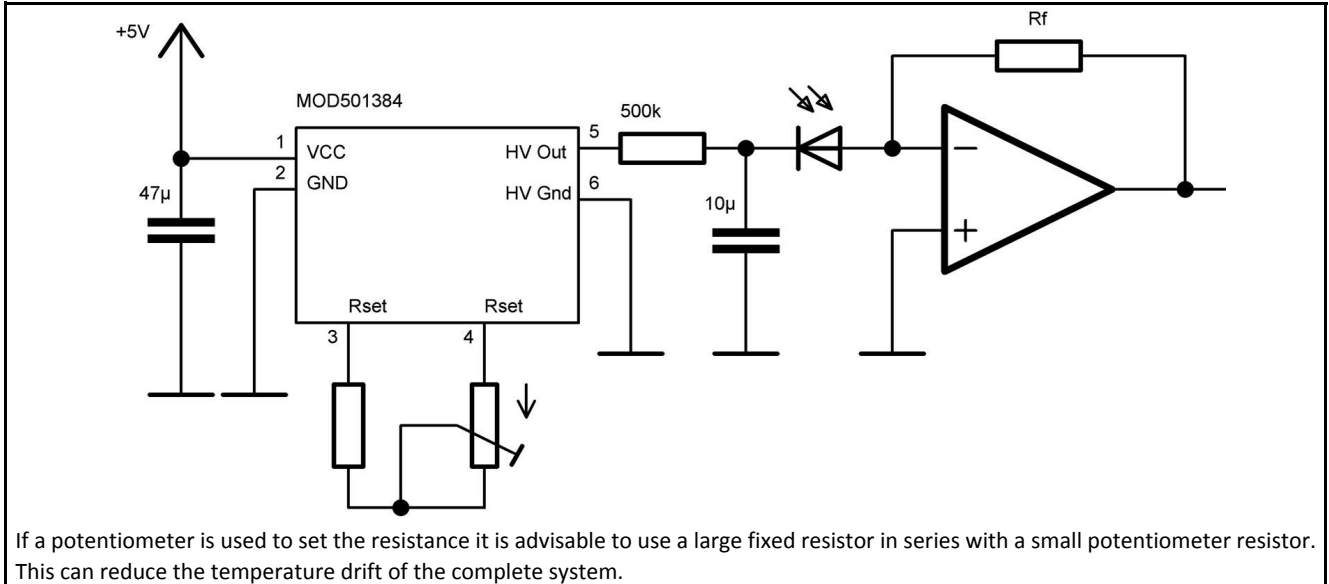 Rf
+5V
MOD501384
500k
1
VCC
HV Out
5
2
GND
HV Gnd
6
47µ
10µ
−
+
Rset
Rset
3
4
If a potentiometer is used to set the resistance it is advisable to use a large fixed resistor in series with a small potentiometer resistor.
This can reduce the temperature drift of the complete system.